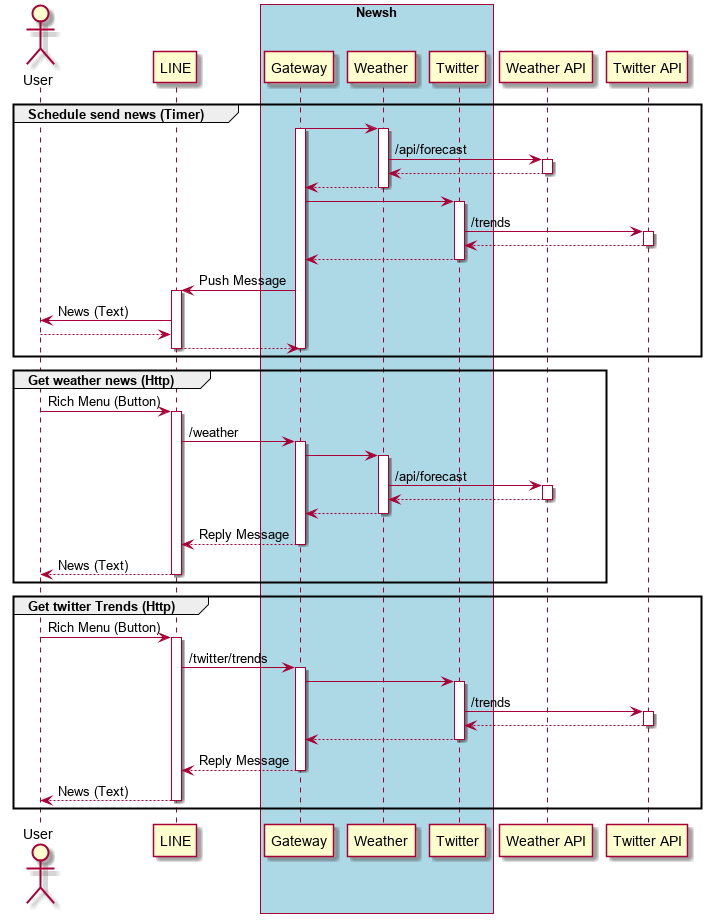 Newsh
User
LINE
Gateway
Weather
Twitter
Weather API
Twitter API
Schedule send news (Timer)
/api/forecast
/trends
Push Message
News (Text)
Get weather news (Http)
Rich Menu (Button)
/weather
/api/forecast
Reply Message
News (Text)
Get twitter Trends (Http)
Rich Menu (Button)
/twitter/trends
/trends
Reply Message
News (Text)
User
LINE
Gateway
Weather
Twitter
Weather API
Twitter API